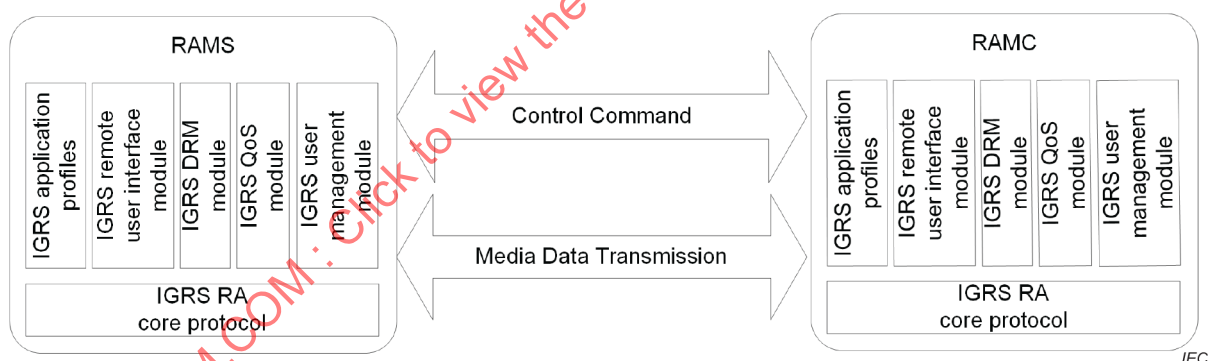 RAMS
IGRS application
profiles
IGRS remote
user interface
module
IGRS DRM
module
IGRS QoS
module
IGRS user
management
module
IGRS RA
core protocol
Control Command
Media Data Transmission
RAMC
IGRS application
profiles
IGRS remote
user interface
module
IGRS DRM
module
IGRS QoS
module
IGRS user
management
module
IGRS RA
core protocol
IEC
M.COM : Click to view the